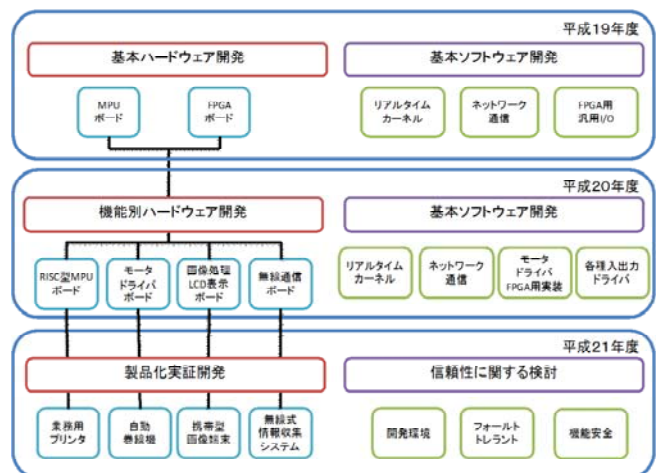 平成19年度
基本ハードウェア開発
基本ソフトウェア開発
MPU
ボード
FPGA
ボード
リアルタイム
カーネル
ネットワーク
通信
FPGA用
汎用I/O
平成20年度
機能別ハードウェア開発
基本ソフトウェア開発
RISC型MPU
ボード
モータ
ドライバ
ボード
画像処理
LCD表示
ボード
無線通信
ボード
リアルタイム
カーネル
ネットワーク
通信
モータ
ドライバ
FPGA用実装
各種入出力
ドライバ
平成21年度
製品化実証開発
信頼性に関する検討
業務用
プリンタ
自動
巻線機
携帯型
画像端末
無線式
情報収集
システム
開発環境
フォールト
トレラント
機能安全